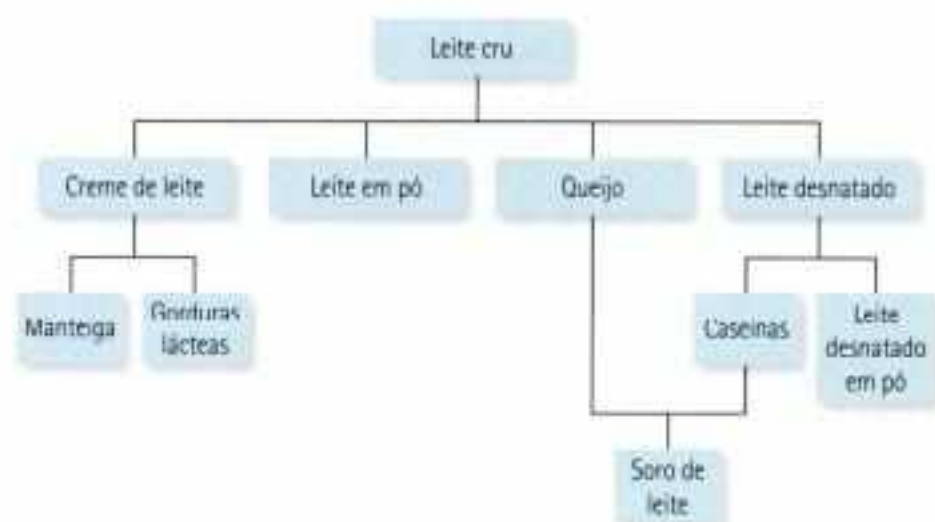 Leite cru
Creme de leite
Leite em pó
Queijo
Leite desnatado
Manteiga
Gorduras
lácteas
Caseinas
Leite
desnatado
em pó
Soro de
leite